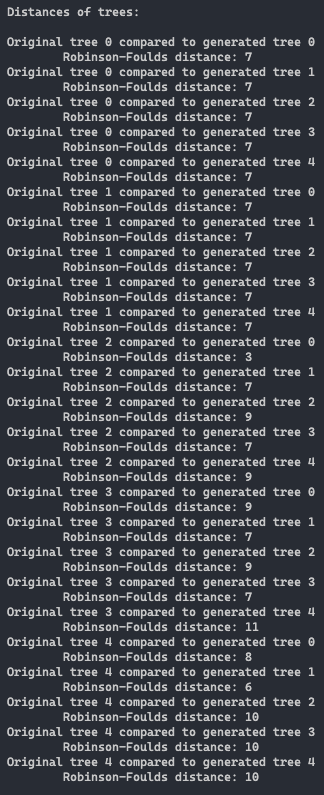 Distances of trees:
Original tree 0 compared to generated tree 0
Robinson-Foulds distance: 7
Original tree 0 compared to generated tree 1
Robinson-Foulds distance: 7
Original tree 0 compared to generated tree 2
Robinson-Foulds distance: 7
Original tree 0 compared to generated tree 3
Robinson-Foulds distance: 7
Original tree 0 compared to generated tree 4
Robinson-Foulds distance: 7
Original tree 1 compared to generated tree 0
Robinson-Foulds distance: 7
Original tree 1 compared to generated tree 1
Robinson-Foulds distance: 7
Original tree 1 compared to generated tree 2
Robinson-Foulds distance: 7
Original tree 1 compared to generated tree 3
Robinson-Foulds distance: 7
Original tree 1 compared to generated tree 4
Robinson-Foulds distance: 7
Original tree 2 compared to generated tree 0
Robinson-Foulds distance: 3
Original tree 2 compared to generated tree 1
Robinson-Foulds distance: 7
Original tree 2 compared to generated tree 2
Robinson-Foulds distance: 9
Original tree 2 compared to generated tree 3
Robinson-Foulds distance: 7
Original tree 2 compared to generated tree 4
Robinson-Foulds distance: 9
Original tree 3 compared to generated tree 0
Robinson-Foulds distance: 9
Original tree 3 compared to generated tree 1
Robinson-Foulds distance: 7
Original tree 3 compared to generated tree 2
Robinson-Foulds distance: 9
Original tree 3 compared to generated tree 3
Robinson-Foulds distance: 7
Original tree 3 compared to generated tree 4
Robinson-Foulds distance: 11
Original tree 4 compared to generated tree 0
Robinson-Foulds distance: 8
Original tree 4 compared to generated tree 1
Robinson-Foulds distance: 6
Original tree 4 compared to generated tree 2
Robinson-Foulds distance: 10
Original tree 4 compared to generated tree 3
Robinson-Foulds distance: 10
Original tree 4 compared to generated tree 4
Robinson-Foulds distance: 10